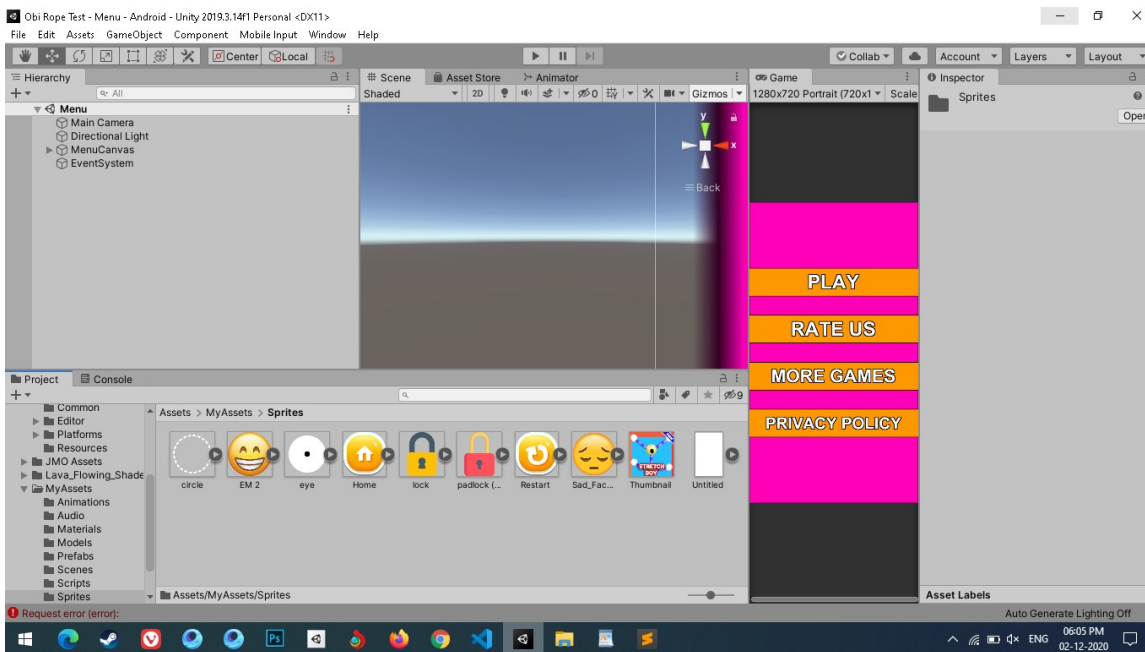 Obi Rope Test - Menu - Android - Unity 2019.3.14f1 Personal <DX11>
File Edit Assets GameObject Component Mobile Input Window Help
Center Local Collab Account Layers Layout
Hierarchy
All
Menu
Main Camera
Directional Light
MenuCanvas
EventSystem
Scene Asset Store Animator
Shaded 2D 0 Gizmos
y
x
Back
Game
1280x720 Portrait (720x1 Scale
PLAY
RATE US
MORE GAMES
PRIVACY POLICY
Inspector
Sprites
Oper
Project Console
9
Common
Editor
Platforms
Resources
JMO Assets
Lava_Flowing_Shade
MyAssets
Animations
Audio
Materials
Models
Prefabs
Scenes
Scripts
Sprites
Assets > MyAssets > Sprites
STRETCH
BOY
circle EM 2 eye Home lock padlock (... Restart Sad_Fac... Thumbnail Untitled
Assets/MyAssets/Sprites
Asset Labels
Request error (error):
Auto Generate Lighting Off
Ps
ENG
06:05 PM
02-12-2020